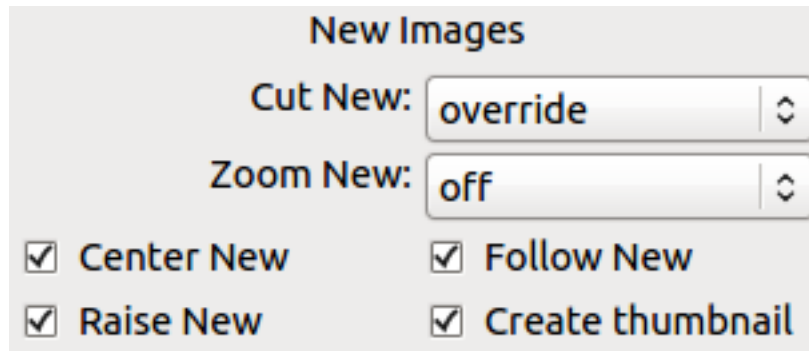 New Images
Cut New: override
Zoom New: off
Center New Follow New
Raise New Create thumbnail